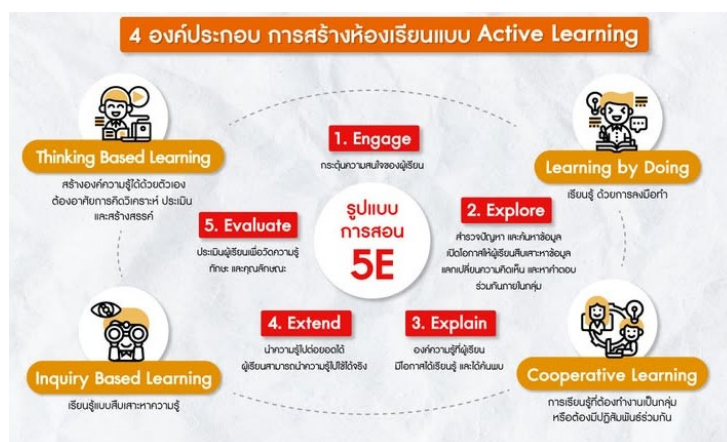 4 องค์ประกอบ การสร้างห้องเรียนแบบ Active Learning
Thinking Based Learning
สร้างองค์ความรู้ได้ด้วยตัวเอง
ต้องอาศัยการคิดวิเคราะห์ ประเมิน
และสร้างสรรค์
1. Engage
กระตุ้นความสนใจของผู้เรียน
Learning by Doing
เรียนรู้ ด้วยการลงมือทำ
รูปแบบ
การสอน
5E
2. Explore
สำรวจปัญหา และค้นหาข้อมูล
เปิดโอกาสให้ผู้เรียนสืบเสาะหาข้อมูล
แลกเปลี่ยนความคิดเห็น และหาคำตอบ
ร่วมกันภายในกลุ่ม
5. Evaluate
ประเมินผู้เรียนเพื่อวัดความรู้
ทักษะ และคุณลักษณะ
4. Extend
นำความรู้ไปต่อยอดได้
ผู้เรียนสามารถนำความรู้ไปใช้ได้จริง
3. Explain
องค์ความรู้ที่ผู้เรียน
มีโอกาสได้เรียนรู้ และได้ค้นพบ
Inquiry Based Learning
เรียนรู้แบบสืบเสาะหาความรู้
Cooperative Learning
การเรียนรู้ที่ต้องทำงานเป็นกลุ่ม
หรือต้องมีปฏิสัมพันธ์ร่วมกัน